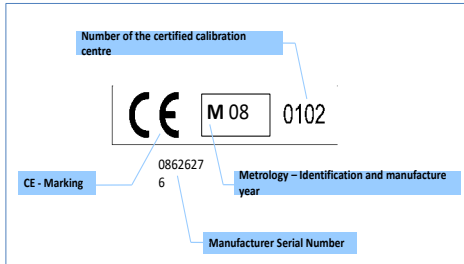 Number of the certified calibration
centre
CE M 08 0102
0862627
6
CE - Marking
Metrology – Identification and manufacture
year
Manufacturer Serial Number